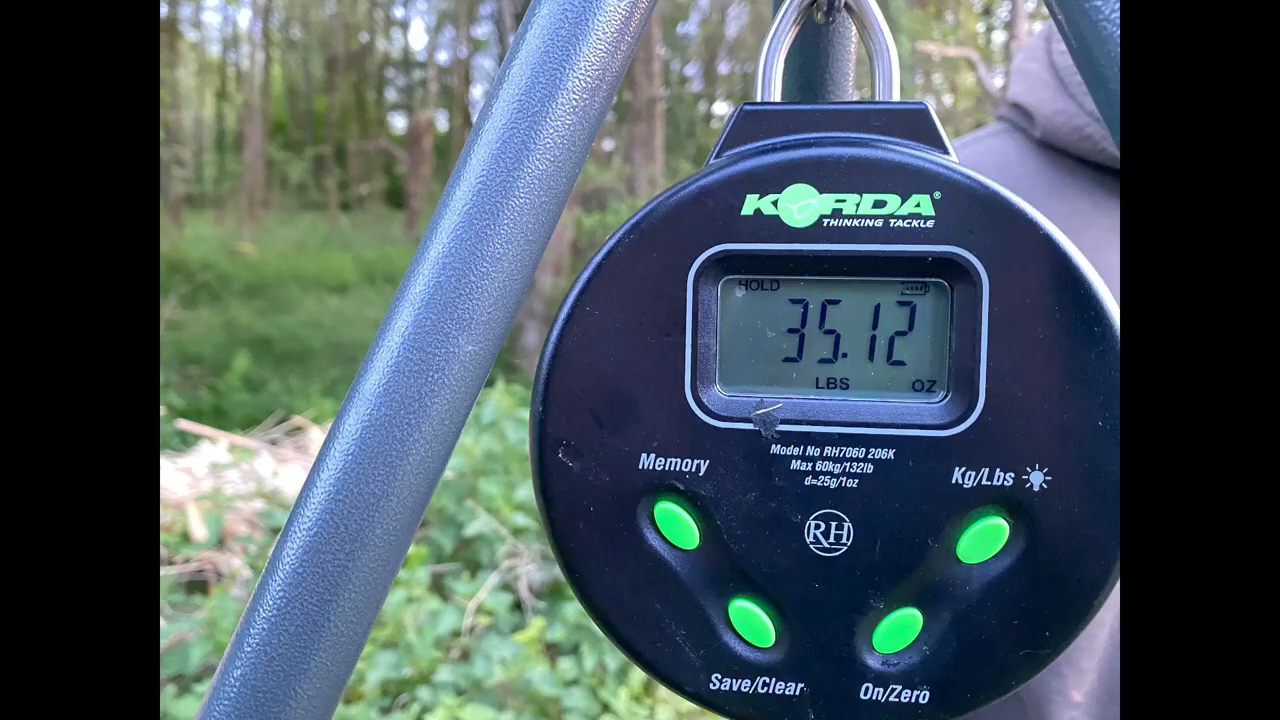 KORDA®
THINKING TACKLE
HOLD
35.12
LBS OZ
Model No RH7060 206K
Max 60kg/132lb
d=25g/1oz
Memory
Kg/Lbs
RH
Save/Clear
On/Zero